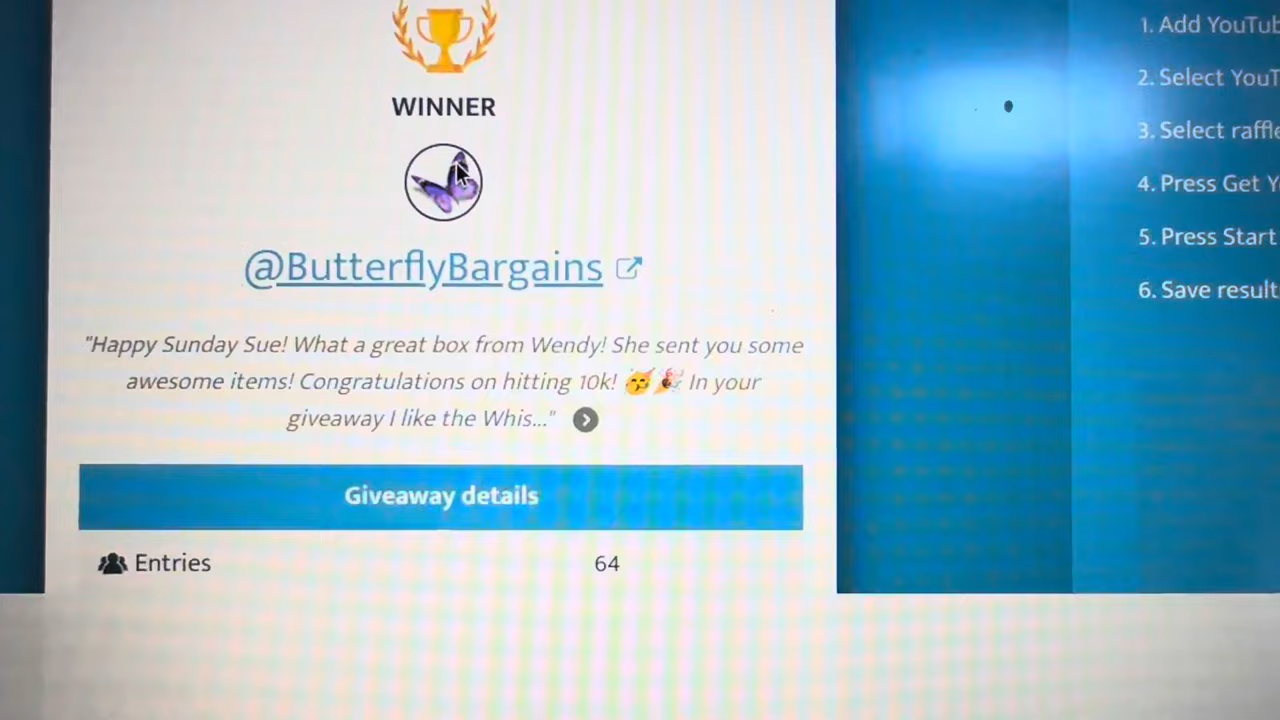 WINNER
@ButterflyBargains
"Happy Sunday Sue! What a great box from Wendy! She sent you some
awesome items! Congratulations on hitting 10k! 🥳🎉 In your
giveaway I like the Whis..."
Giveaway details
Entries 64
1. Add YouTub
2. Select YouT
3. Select raffle
4. Press Get Y
5. Press Start
6. Save result